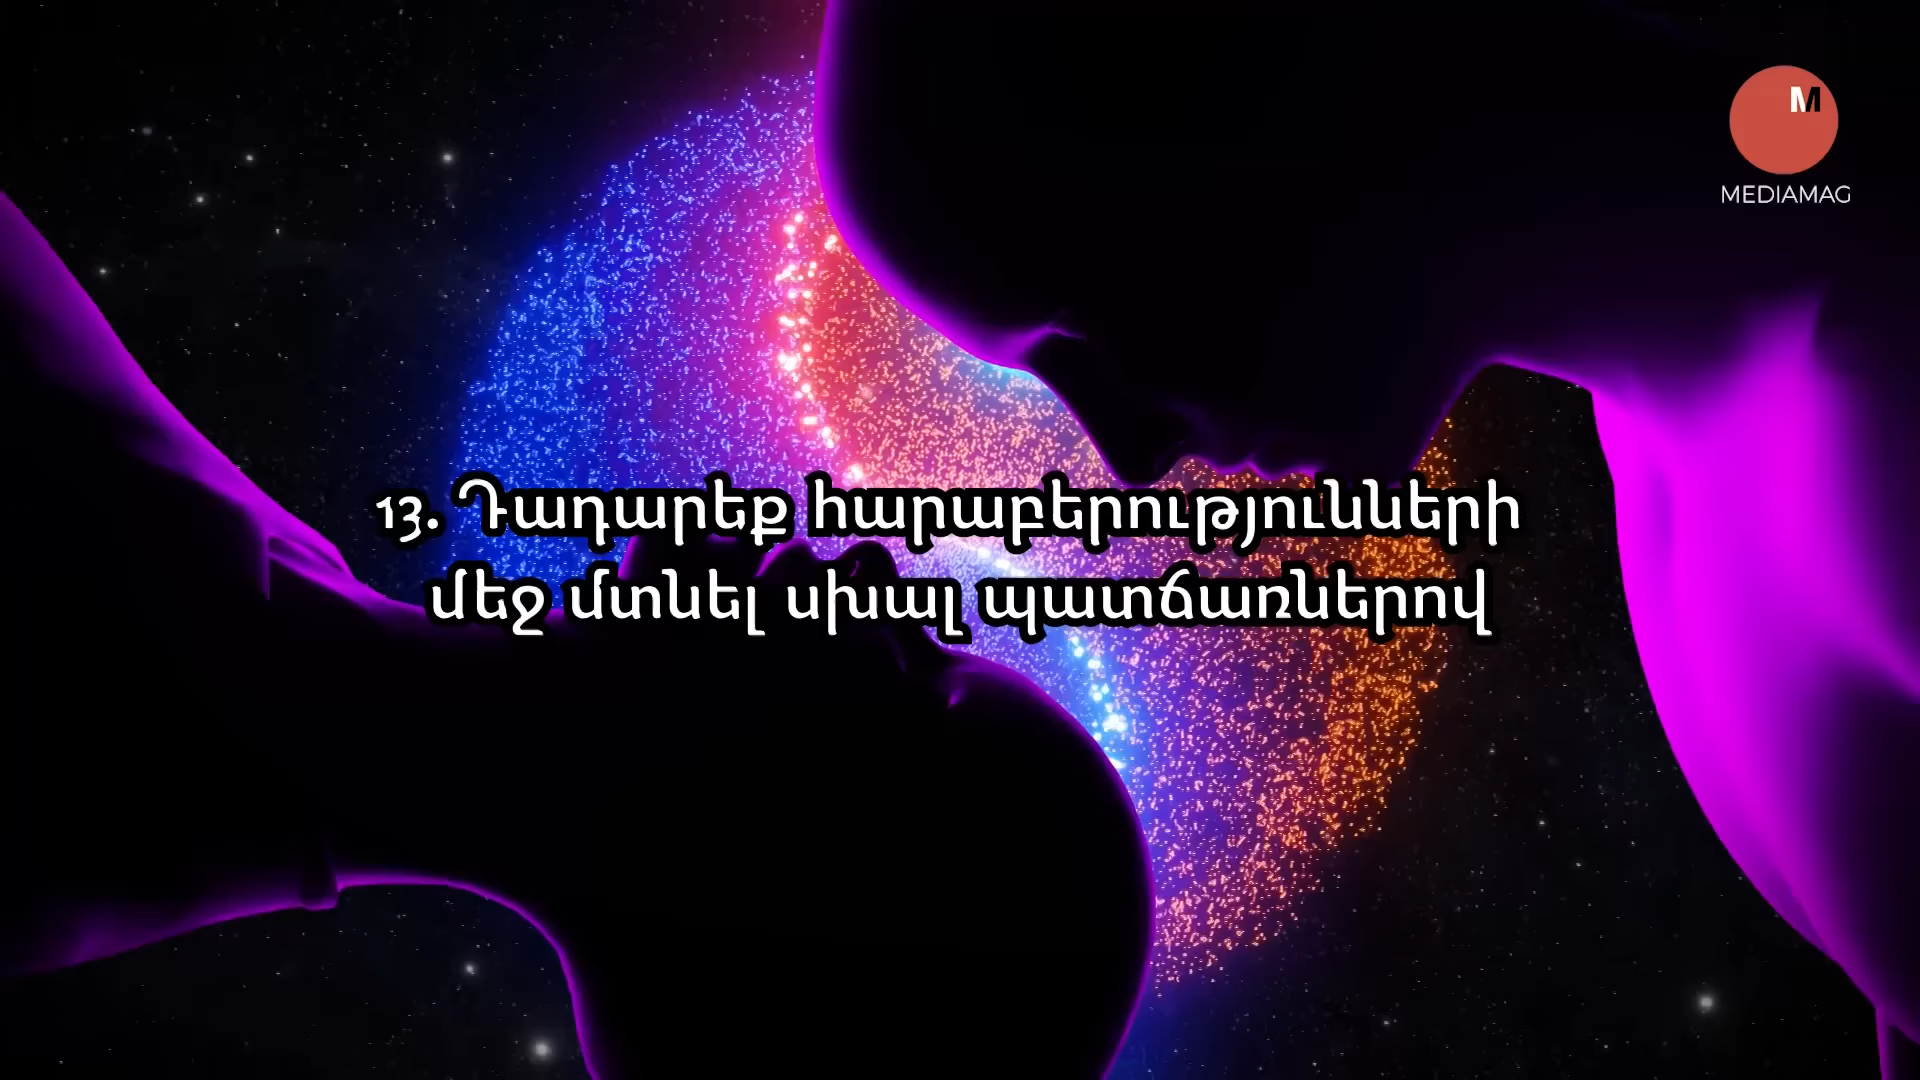 M
MEDIAMAG
13. Դադարեք հարաբերությունների
մեջ մտնել սխալ պատճառներով